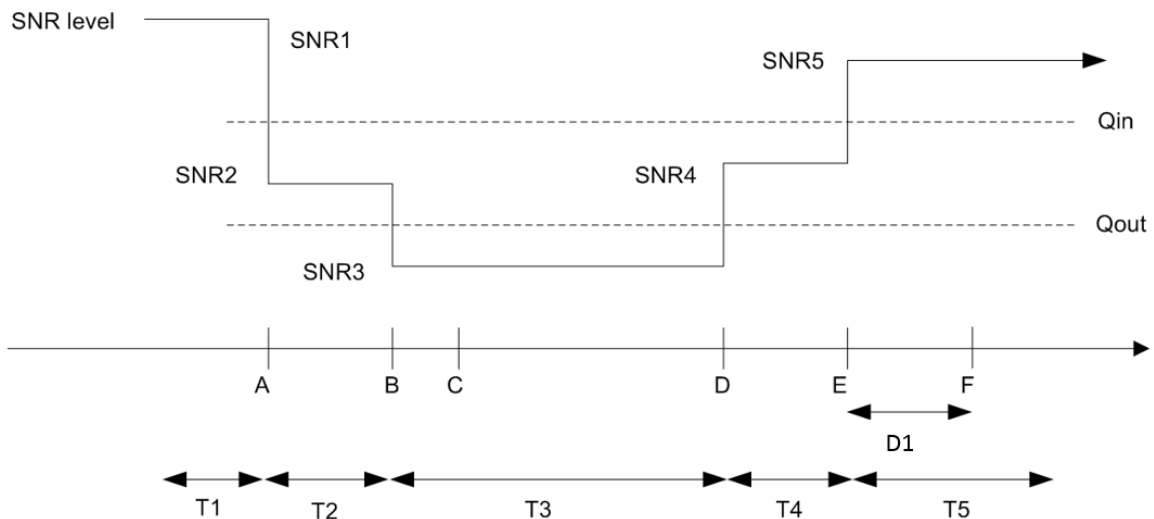 SNR level
SNR1
SNR5
Qin
SNR2
SNR4
Qout
SNR3
A
B
C
D
E
F
D1
T1
T2
T3
T4
T5